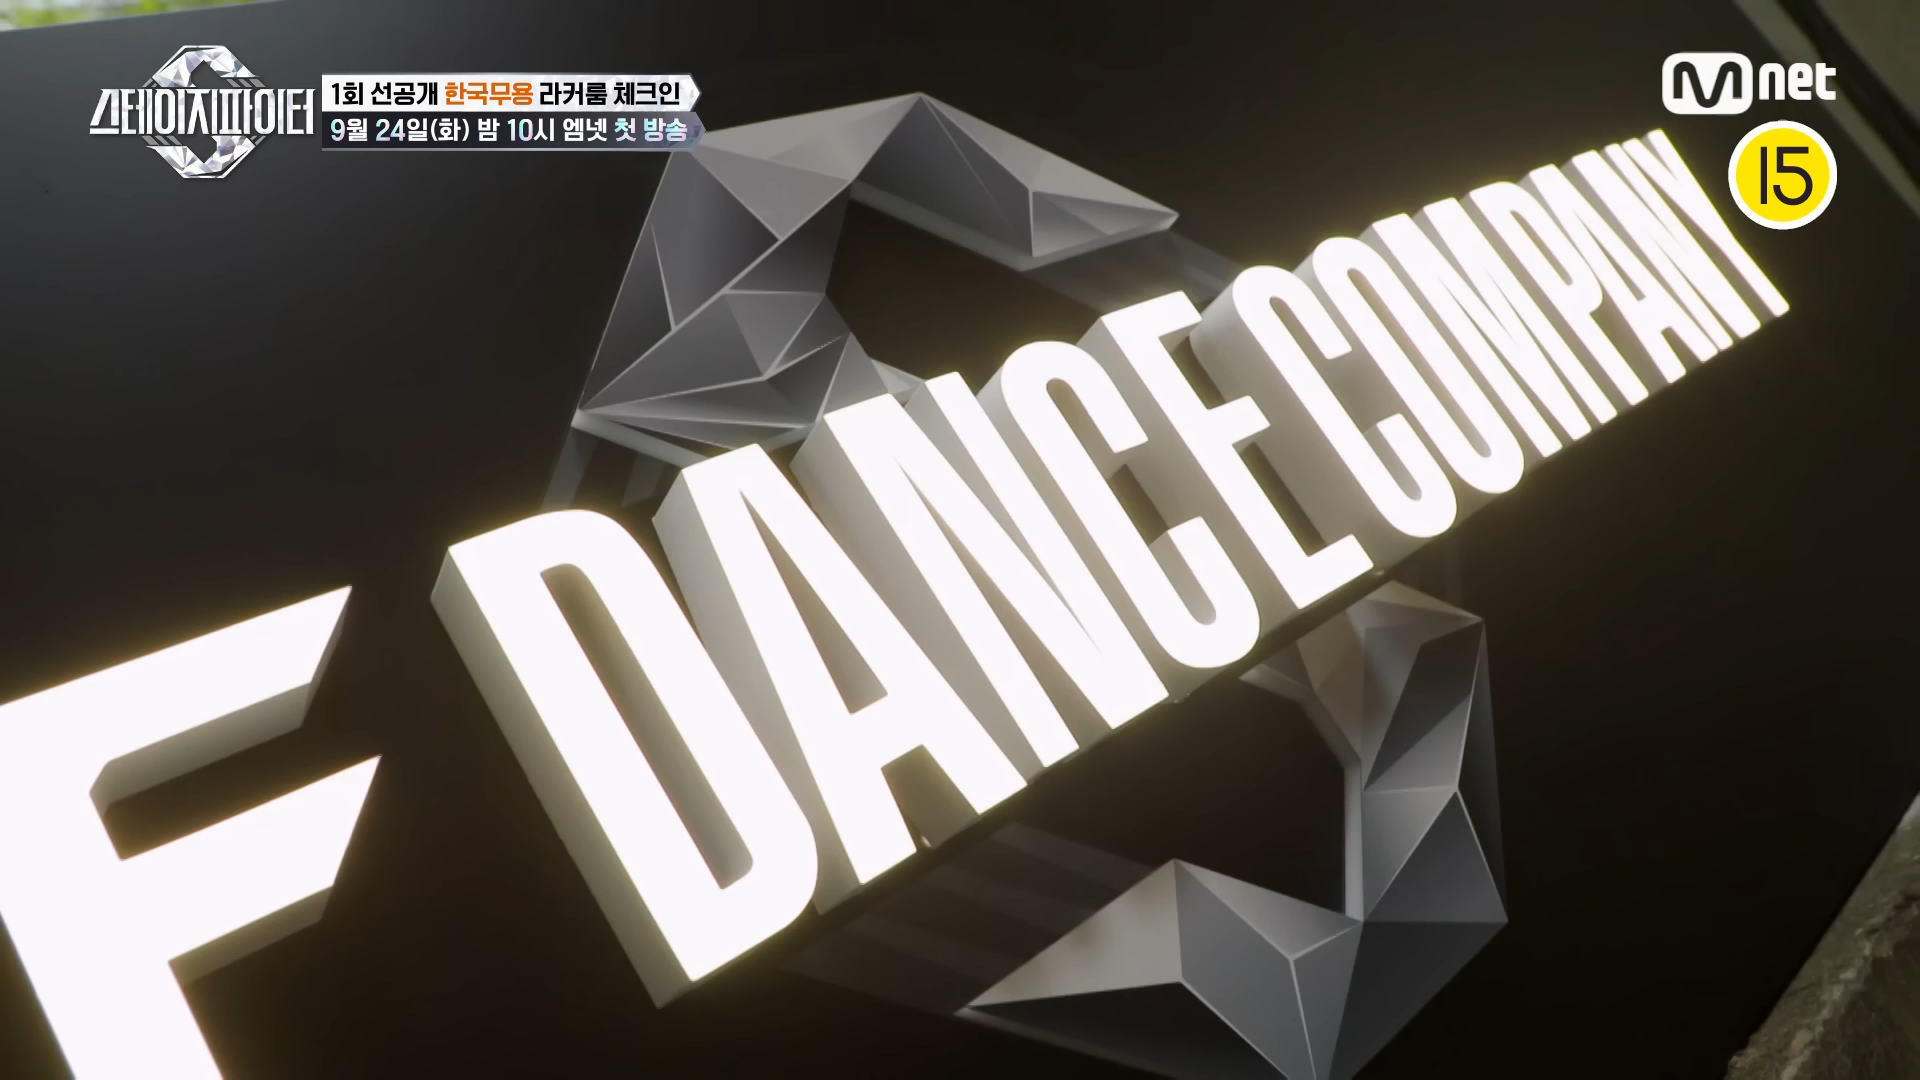 스테이지파이터
1회 선공개 한국무용 라커룸 체크인
9월 24일(화) 밤 10시 엠넷 첫 방송
Mnet
15
F DANCE COMPANY